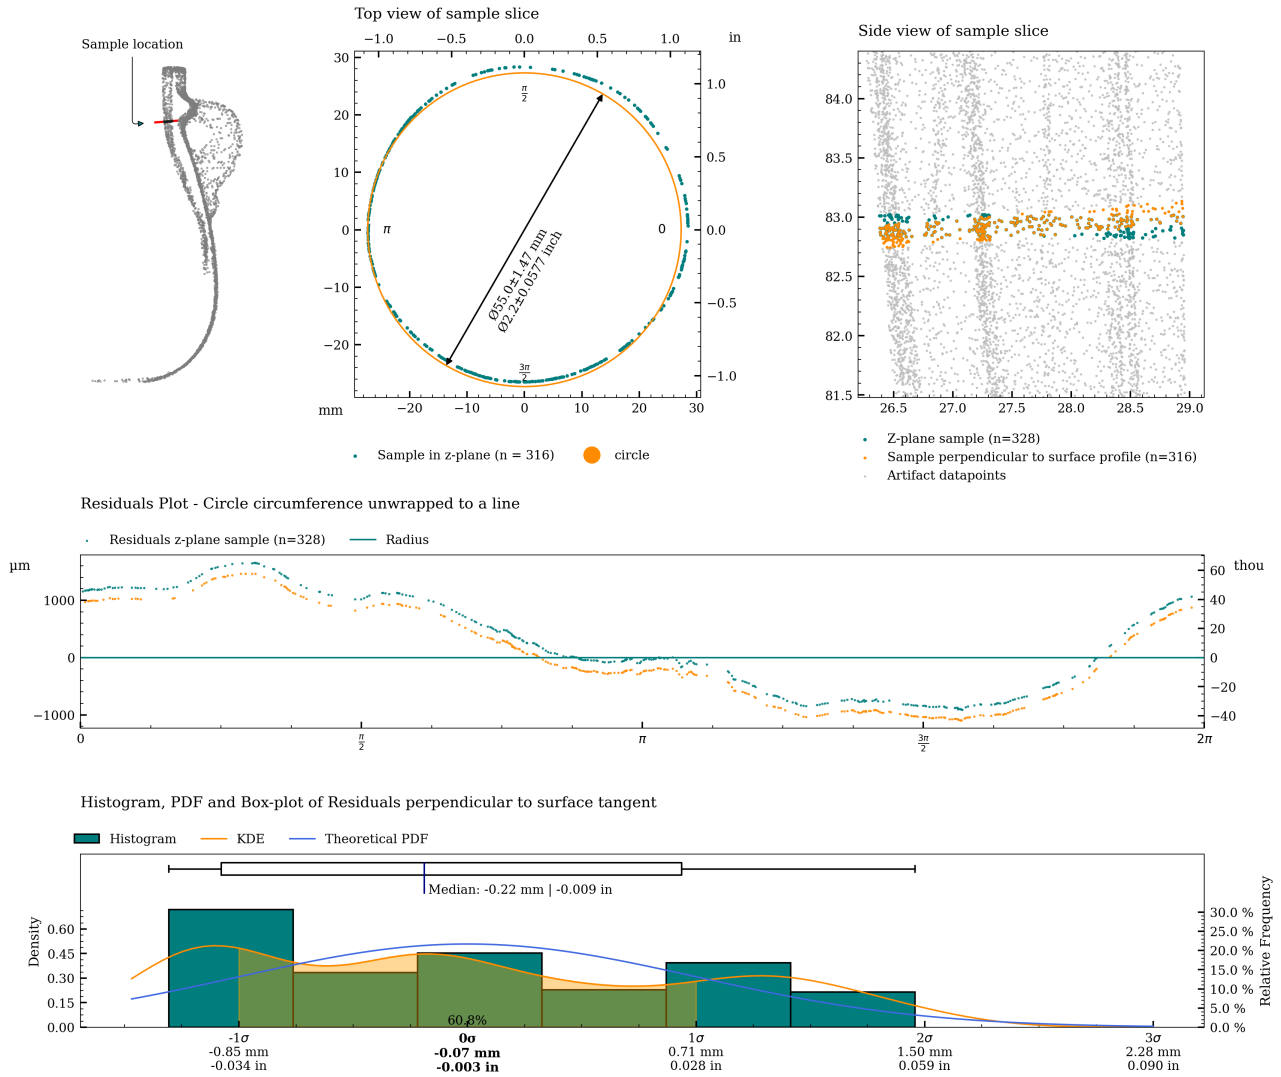 Sample location
Top view of sample slice
−1.0 −0.5 0.0 0.5 1.0 in
30
20
10
0
−10
−20
mm
−20 −10 0 10 20 30
1.0
0.5
0.0
−0.5
−1.0
π/2
π
0
3π/2
Ø55.0±1.47 mm
Ø2.2±0.0577 inch
Sample in z-plane (n = 316) circle
Side view of sample slice
84.0
83.5
83.0
82.5
82.0
81.5
26.5 27.0 27.5 28.0 28.5 29.0
Z-plane sample (n=328)
Sample perpendicular to surface profile (n=316)
Artifact datapoints
Residuals Plot - Circle circumference unwrapped to a line
Residuals z-plane sample (n=328) Radius
µm
1000
0
−1000
thou
60
40
20
0
−20
−40
0 π/2 π 3π/2 2π
Histogram, PDF and Box-plot of Residuals perpendicular to surface tangent
Histogram KDE Theoretical PDF
Median: -0.22 mm | -0.009 in
Density
0.60
0.45
0.30
0.15
0.00
Relative Frequency
30.0 %
25.0 %
20.0 %
15.0 %
10.0 %
5.0 %
0.0 %
60.8%
-1σ 0σ 1σ 2σ 3σ
-0.85 mm -0.07 mm 0.71 mm 1.50 mm 2.28 mm
-0.034 in -0.003 in 0.028 in 0.059 in 0.090 in